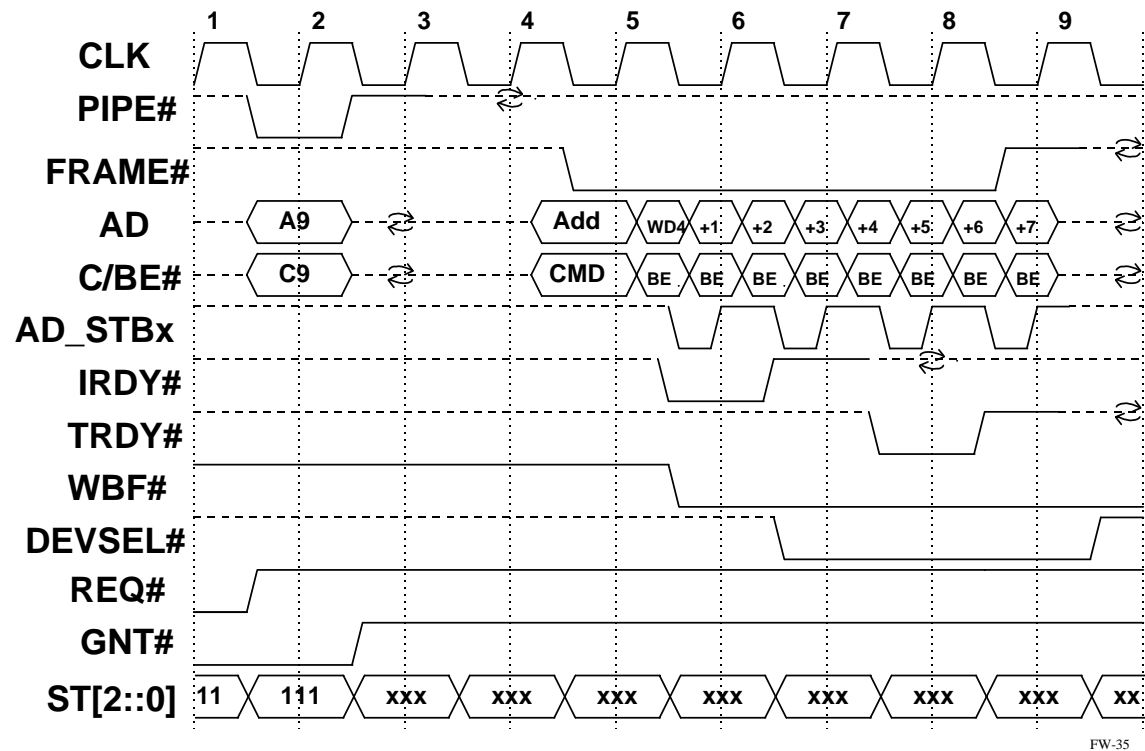 1 2 3 4 5 6 7 8 9
CLK
PIPE#
FRAME#
AD A9 Add WD4 +1 +2 +3 +4 +5 +6 +7
C/BE# C9 CMD BE BE BE BE BE BE BE BE
AD_STBx
IRDY#
TRDY#
WBF#
DEVSEL#
REQ#
GNT#
ST[2::0] 11 111 xxx xxx xxx xxx xxx xxx xxx xx
FW-35